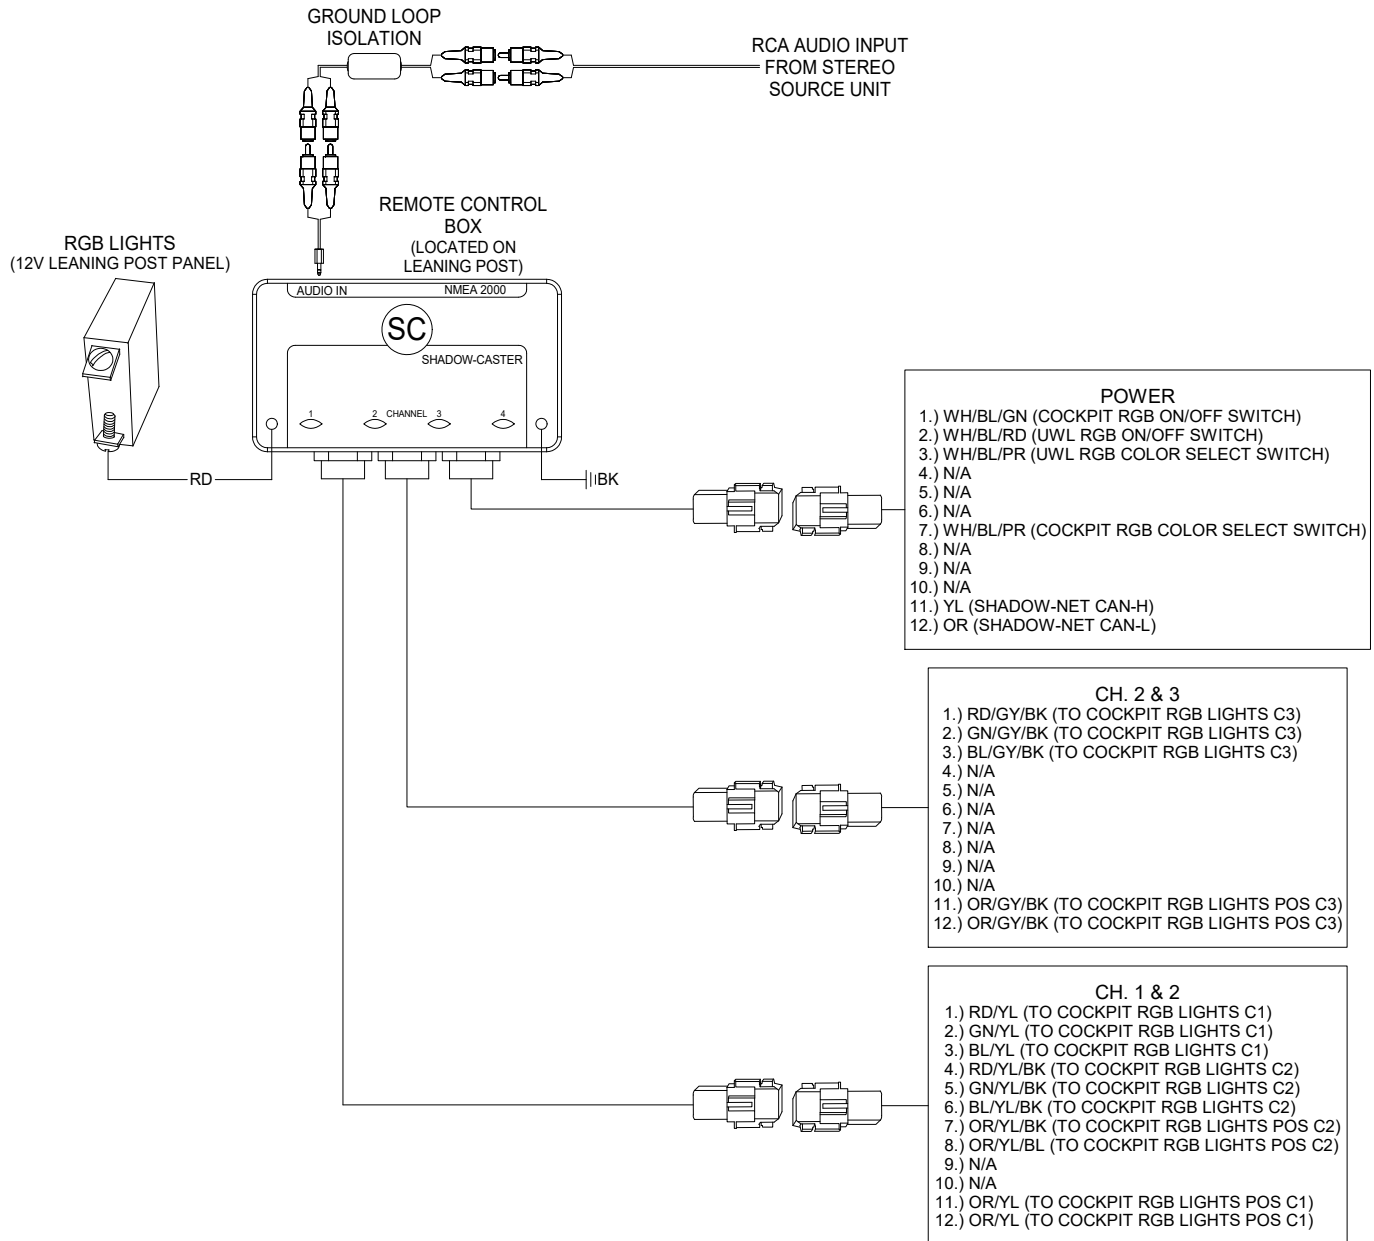 GROUND LOOP
ISOLATION
RCA AUDIO INPUT
FROM STEREO
SOURCE UNIT
REMOTE CONTROL
BOX
(LOCATED ON
LEANING POST)
RGB LIGHTS
(12V LEANING POST PANEL)
AUDIO IN
NMEA 2000
SC
SHADOW-CASTER
1 2 CHANNEL 3 4
RD
BK
POWER
1.) WH/BL/GN (COCKPIT RGB ON/OFF SWITCH)
2.) WH/BL/RD (UWL RGB ON/OFF SWITCH)
3.) WH/BL/PR (UWL RGB COLOR SELECT SWITCH)
4.) N/A
5.) N/A
6.) N/A
7.) WH/BL/PR (COCKPIT RGB COLOR SELECT SWITCH)
8.) N/A
9.) N/A
10.) N/A
11.) YL (SHADOW-NET CAN-H)
12.) OR (SHADOW-NET CAN-L)
CH. 2 & 3
1.) RD/GY/BK (TO COCKPIT RGB LIGHTS C3)
2.) GN/GY/BK (TO COCKPIT RGB LIGHTS C3)
3.) BL/GY/BK (TO COCKPIT RGB LIGHTS C3)
4.) N/A
5.) N/A
6.) N/A
7.) N/A
8.) N/A
9.) N/A
10.) N/A
11.) OR/GY/BK (TO COCKPIT RGB LIGHTS POS C3)
12.) OR/GY/BK (TO COCKPIT RGB LIGHTS POS C3)
CH. 1 & 2
1.) RD/YL (TO COCKPIT RGB LIGHTS C1)
2.) GN/YL (TO COCKPIT RGB LIGHTS C1)
3.) BL/YL (TO COCKPIT RGB LIGHTS C1)
4.) RD/YL/BK (TO COCKPIT RGB LIGHTS C2)
5.) GN/YL/BK (TO COCKPIT RGB LIGHTS C2)
6.) BL/YL/BK (TO COCKPIT RGB LIGHTS C2)
7.) OR/YL/BK (TO COCKPIT RGB LIGHTS POS C2)
8.) OR/YL/BL (TO COCKPIT RGB LIGHTS POS C2)
9.) N/A
10.) N/A
11.) OR/YL (TO COCKPIT RGB LIGHTS POS C1)
12.) OR/YL (TO COCKPIT RGB LIGHTS POS C1)